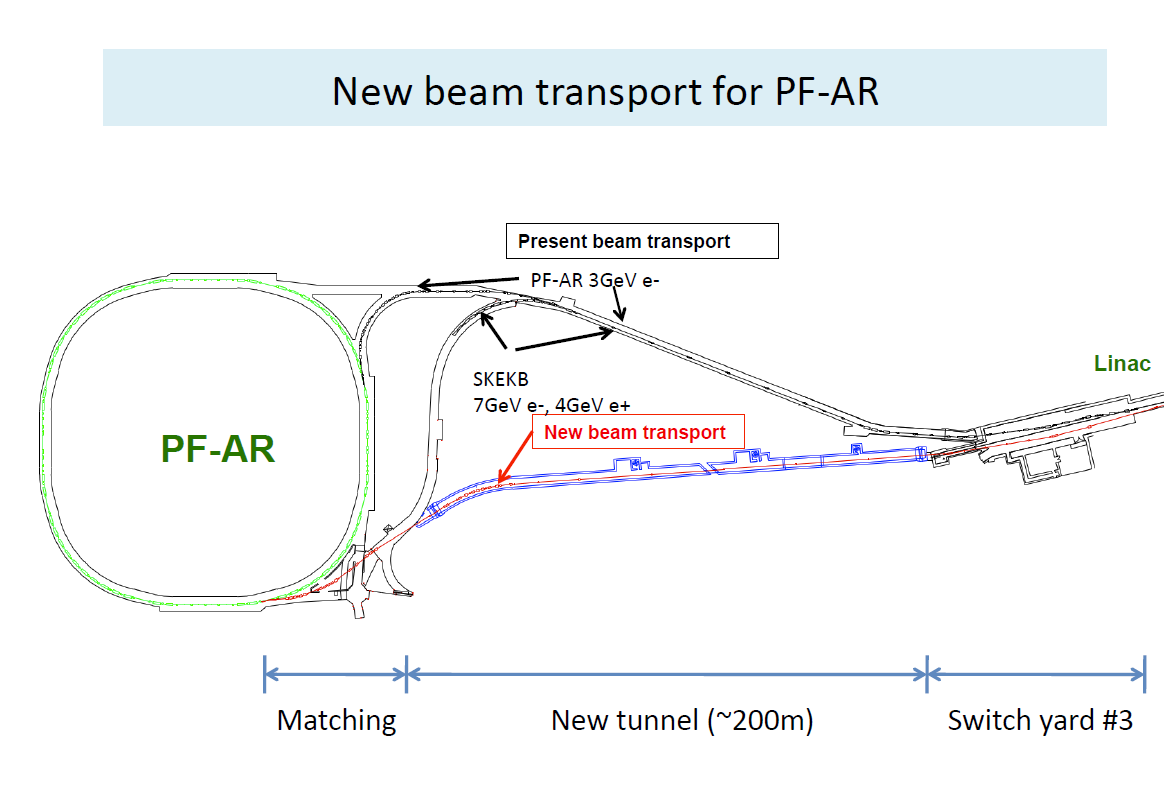 New beam transport for PF-AR
Present beam transport
PF-AR 3GeV e-
Linac
SKEKB
7GeV e-, 4GeV e+
New beam transport
PF-AR
Matching
New tunnel (~200m)
Switch yard #3